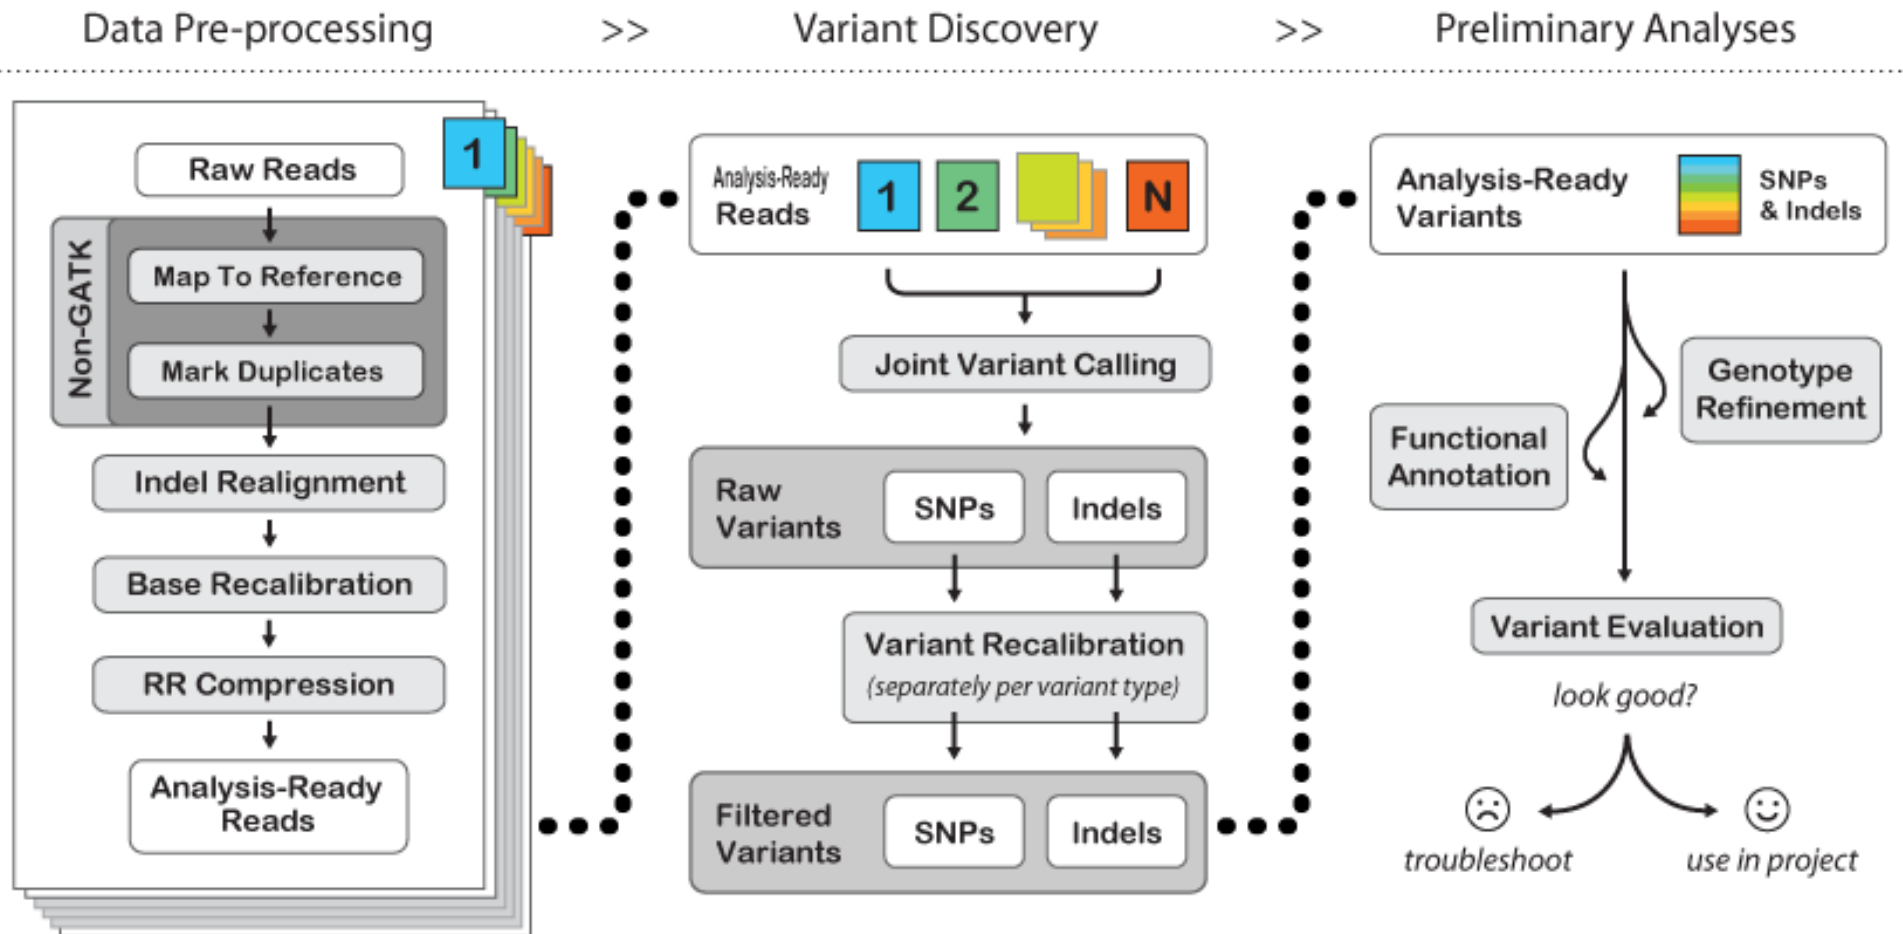 Data Pre-processing >> Variant Discovery >> Preliminary Analyses
Raw Reads
1
Non-GATK
Map To Reference
Mark Duplicates
Indel Realignment
Base Recalibration
RR Compression
Analysis-Ready
Reads
Analysis-Ready
Reads
1 2 N
Joint Variant Calling
Raw
Variants
SNPs Indels
Variant Recalibration
(separately per variant type)
Filtered
Variants
SNPs Indels
Analysis-Ready
Variants
SNPs
& Indels
Genotype
Refinement
Functional
Annotation
Variant Evaluation
look good?
troubleshoot use in project